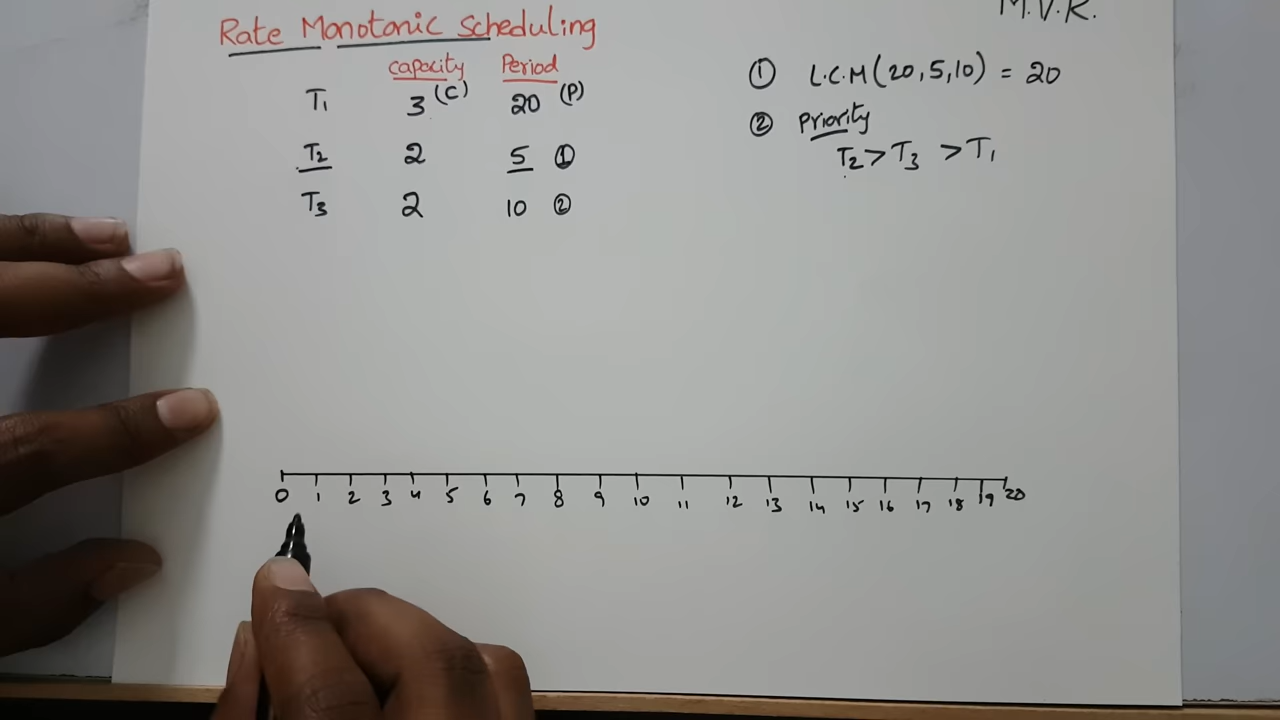 M.V.R.
Rate Monotonic Scheduling
Capacity Period
T1 3 (C) 20 (P)
T2 2 5 ①
T3 2 10 ②
① L.C.M(20,5,10) = 20
② Priority
T2 > T3 > T1
0 1 2 3 4 5 6 7 8 9 10 11 12 13 14 15 16 17 18 19 20